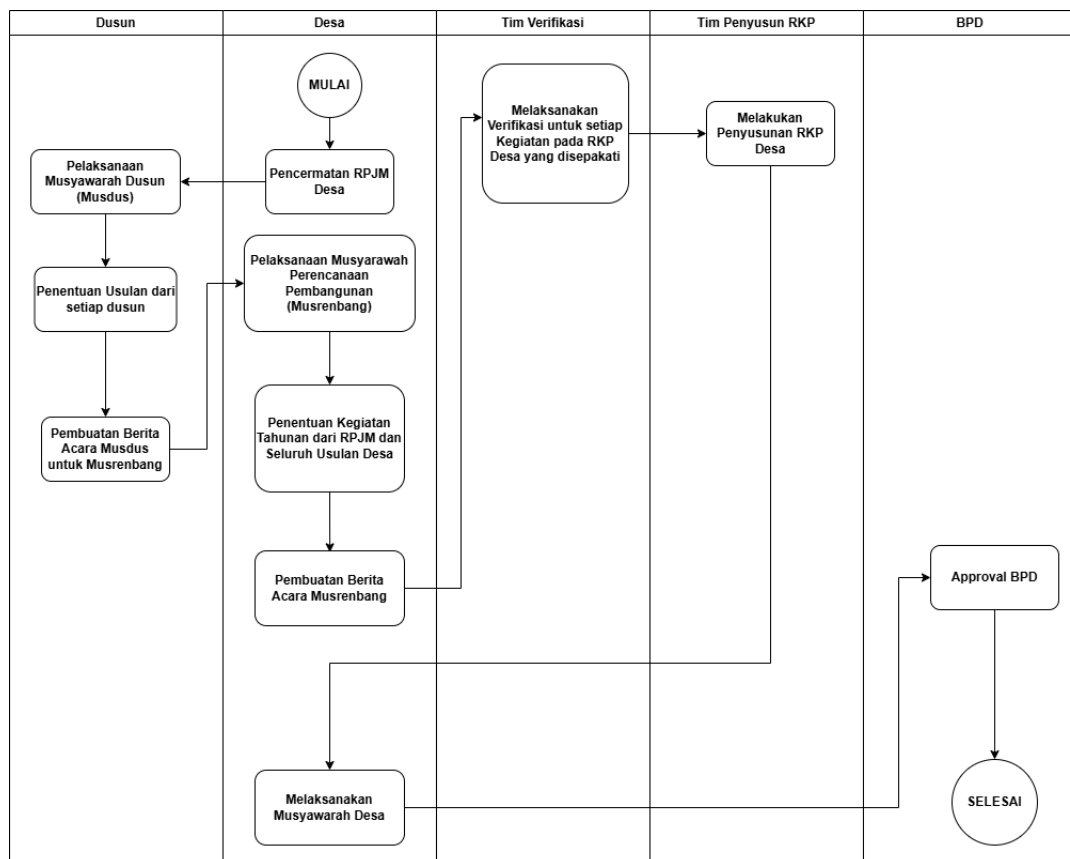 Dusun
Desa
Tim Verifikasi
Tim Penyusun RKP
BPD
MULAI
Pencermatan RPJM
Desa
Pelaksanaan
Musyawarah Dusun
(Musdus)
Penentuan Usulan dari
setiap dusun
Pembuatan Berita
Acara Musdus
untuk Musrenbang
Pelaksanaan Musyarawah
Perencanaan
Pembangunan
(Musrenbang)
Penentuan Kegiatan
Tahunan dari RPJM dan
Seluruh Usulan Desa
Pembuatan Berita
Acara Musrenbang
Melaksanakan
Verifikasi untuk setiap
Kegiatan pada RKP
Desa yang disepakati
Melakukan
Penyusunan RKP
Desa
Melaksanakan
Musyawarah Desa
Approval BPD
SELESAI